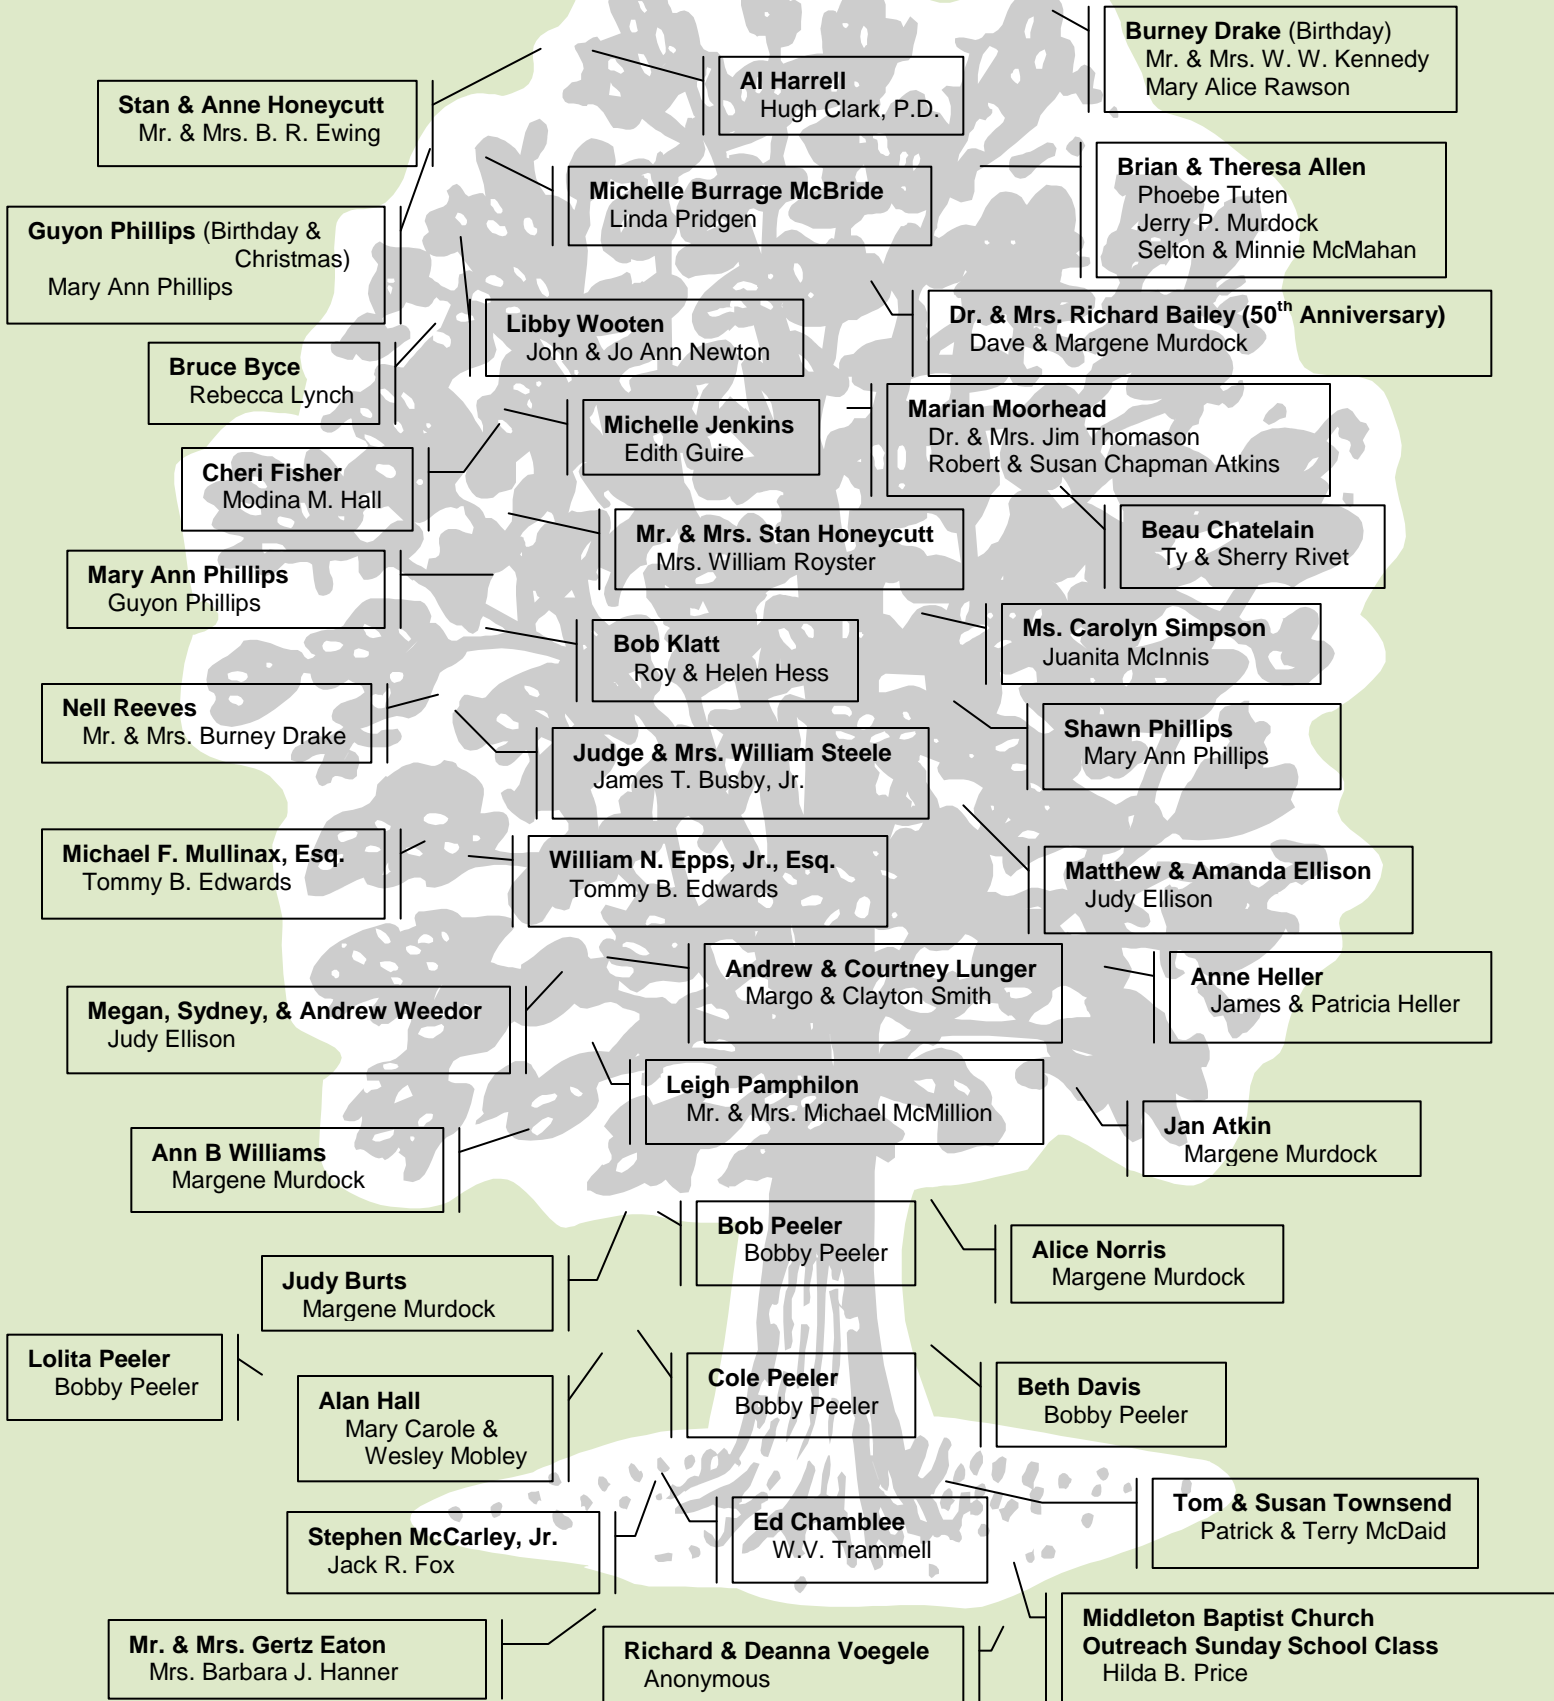 Burney Drake (Birthday)
Mr. & Mrs. W. W. Kennedy
Mary Alice Rawson
Al Harrell
Hugh Clark, P.D.
Stan & Anne Honeycutt
Mr. & Mrs. B. R. Ewing
Brian & Theresa Allen
Phoebe Tuten
Jerry P. Murdock
Selton & Minnie McMahan
Michelle Burrage McBride
Linda Pridgen
Guyon Phillips (Birthday &
Christmas)
Mary Ann Phillips
Dr. & Mrs. Richard Bailey (50th Anniversary)
Dave & Margene Murdock
Libby Wooten
John & Jo Ann Newton
Bruce Byce
Rebecca Lynch
Marian Moorhead
Dr. & Mrs. Jim Thomason
Robert & Susan Chapman Atkins
Michelle Jenkins
Edith Guire
Cheri Fisher
Modina M. Hall
Mr. & Mrs. Stan Honeycutt
Mrs. William Royster
Beau Chatelain
Ty & Sherry Rivet
Mary Ann Phillips
Guyon Phillips
Ms. Carolyn Simpson
Juanita McInnis
Bob Klatt
Roy & Helen Hess
Nell Reeves
Mr. & Mrs. Burney Drake
Shawn Phillips
Mary Ann Phillips
Judge & Mrs. William Steele
James T. Busby, Jr.
Michael F. Mullinax, Esq.
Tommy B. Edwards
William N. Epps, Jr., Esq.
Tommy B. Edwards
Matthew & Amanda Ellison
Judy Ellison
Andrew & Courtney Lunger
Margo & Clayton Smith
Anne Heller
James & Patricia Heller
Megan, Sydney, & Andrew Weedor
Judy Ellison
Leigh Pamphilon
Mr. & Mrs. Michael McMillion
Jan Atkin
Margene Murdock
Ann B Williams
Margene Murdock
Bob Peeler
Bobby Peeler
Alice Norris
Margene Murdock
Judy Burts
Margene Murdock
Lolita Peeler
Bobby Peeler
Cole Peeler
Bobby Peeler
Beth Davis
Bobby Peeler
Alan Hall
Mary Carole &
Wesley Mobley
Tom & Susan Townsend
Patrick & Terry McDaid
Ed Chamblee
W.V. Trammell
Stephen McCarley, Jr.
Jack R. Fox
Middleton Baptist Church
Outreach Sunday School Class
Hilda B. Price
Mr. & Mrs. Gertz Eaton
Mrs. Barbara J. Hanner
Richard & Deanna Voegele
Anonymous